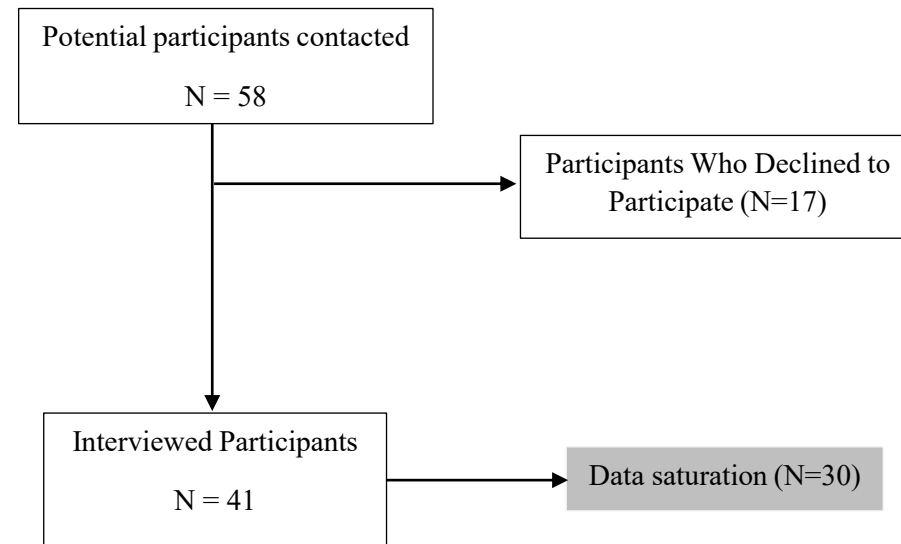 Potential participants contacted
N = 58
Participants Who Declined to
Participate (N=17)
Interviewed Participants
N = 41
Data saturation (N=30)